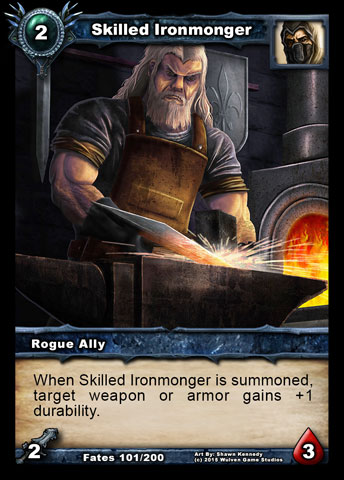 2 Skilled Ironmonger
Rogue Ally
When Skilled Ironmonger is summoned,
target weapon or armor gains +1
durability.
2 Fates 101/200 Art By: Shawn Kennedy 3
(c) 2015 Wulven Game Studios